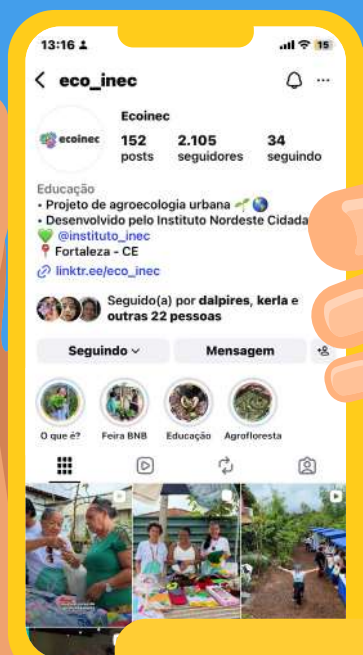 13:16
15
eco_inec
Ecoinec
ecoinec
152 2.105 34
posts seguidores seguindo
Educação
• Projeto de agroecologia urbana
• Desenvolvido pelo Instituto Nordeste Cidada
@instituto_inec
Fortaleza - CE
linktr.ee/eco_inec
Seguido(a) por dalpires, kerla e
outras 22 pessoas
Seguindo
Mensagem
O que é? Feira BNB Educação Agrofloresta